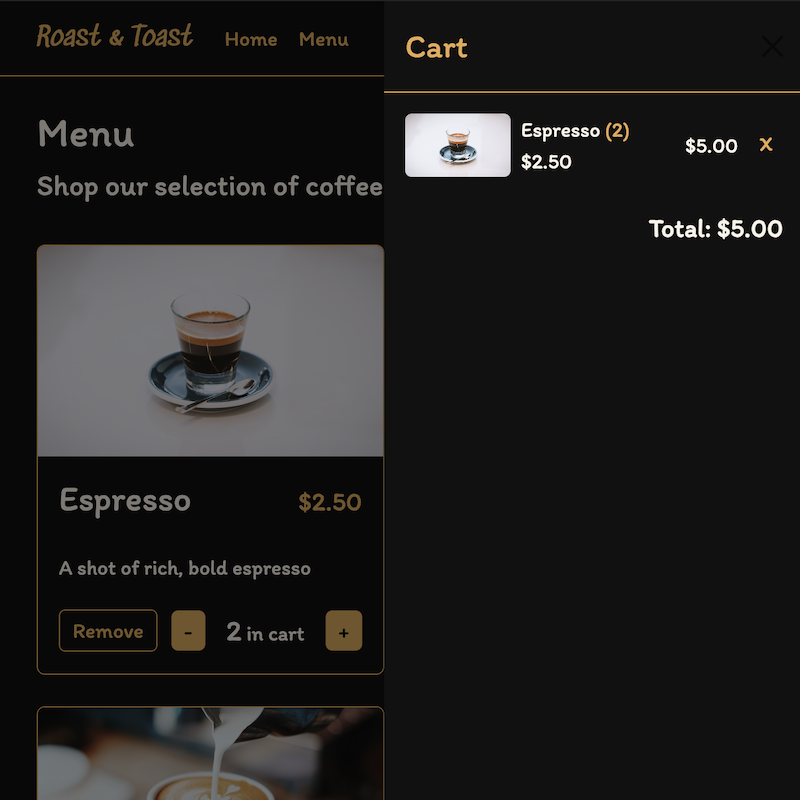 Roast & Toast
Home
Menu
Menu
Shop our selection of coffee
Espresso
$2.50
A shot of rich, bold espresso
Remove
-
2 in cart
+
Cart
Espresso (2)
$2.50
$5.00
x
Total: $5.00